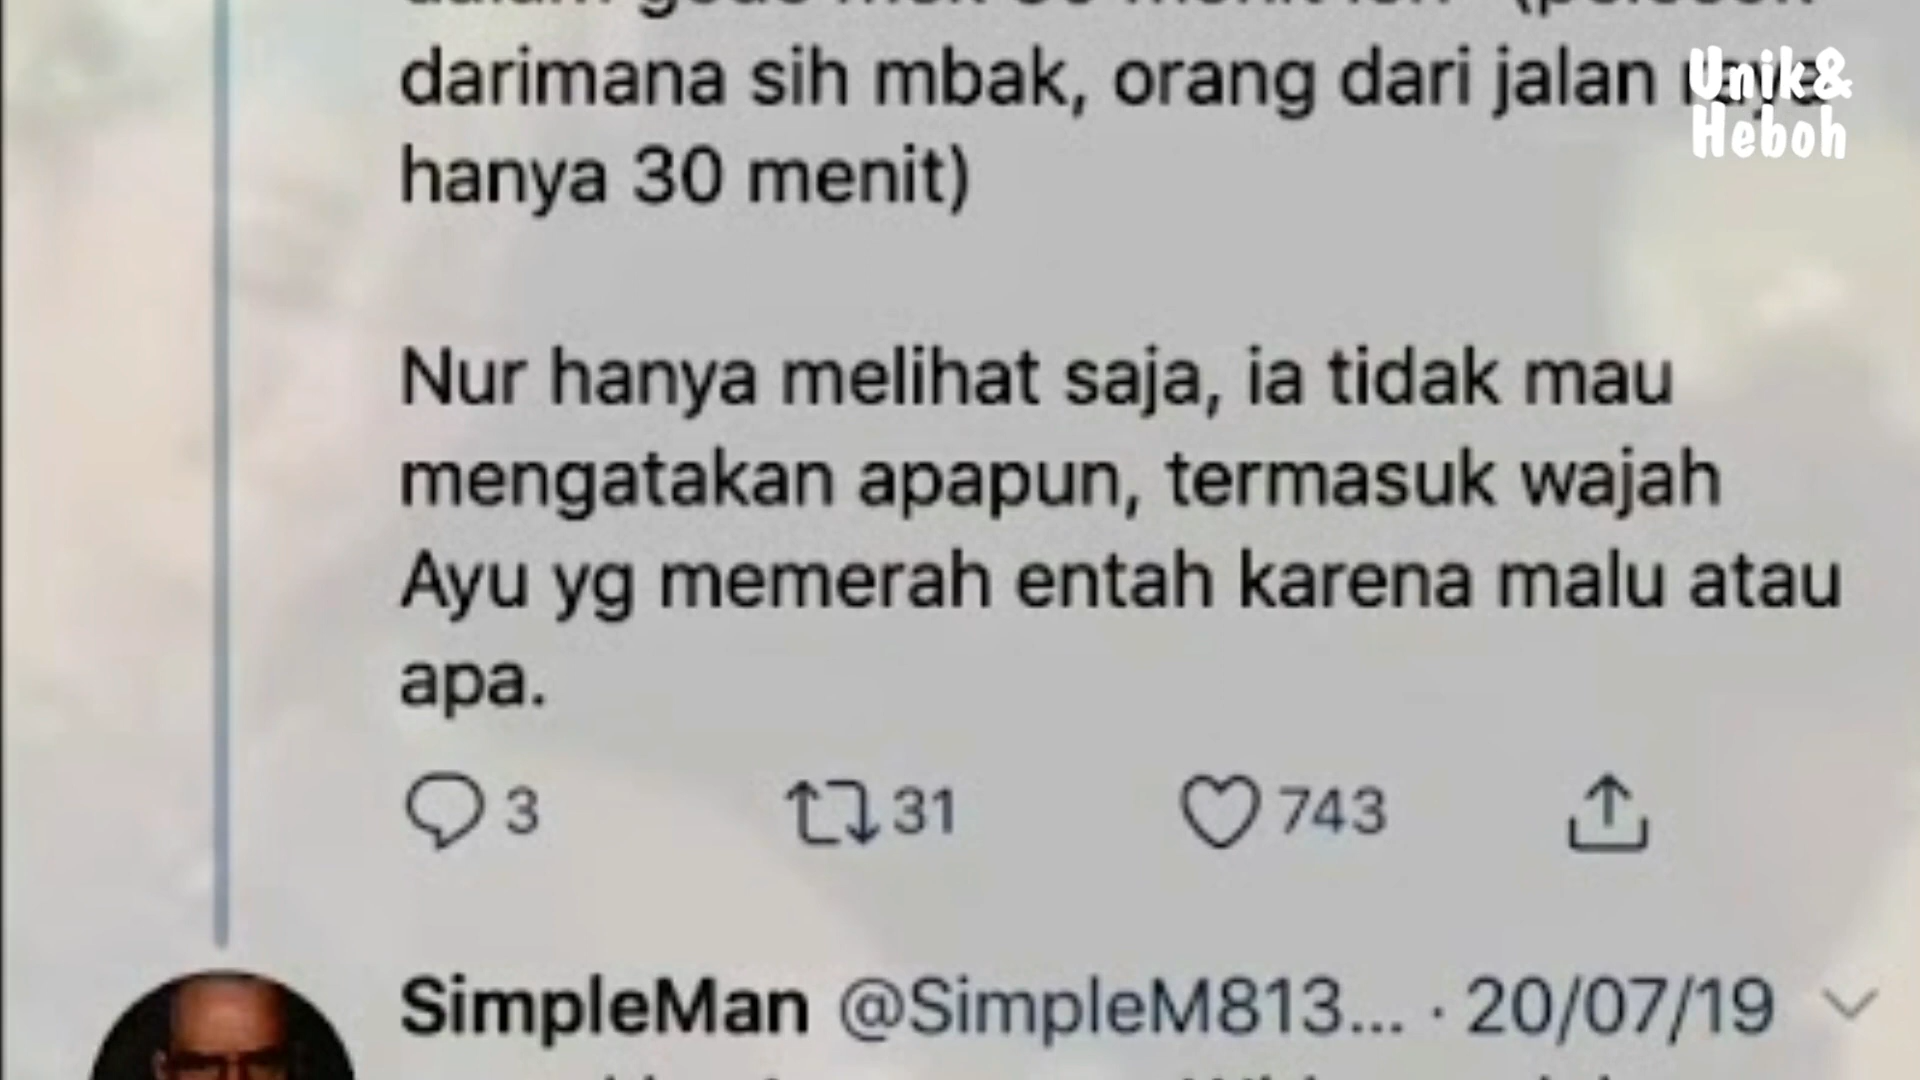 menit
darimana sih mbak, orang dari jalan raya
hanya 30 menit)
Nur hanya melihat saja, ia tidak mau
mengatakan apapun, termasuk wajah
Ayu yg memerah entah karena malu atau
apa.
3 31 743
SimpleMan @SimpleM813... · 20/07/19
Unik&
Heboh